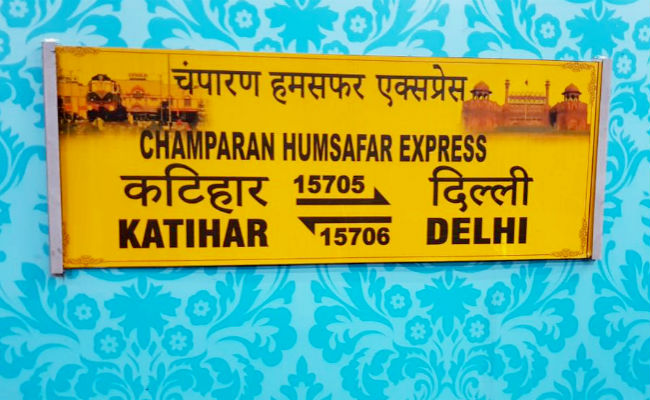 चंपारण हमसफर एक्सप्रेस
CHAMPARAN HUMSAFAR EXPRESS
कटिहार 15705 दिल्ली
KATIHAR 15706 DELHI